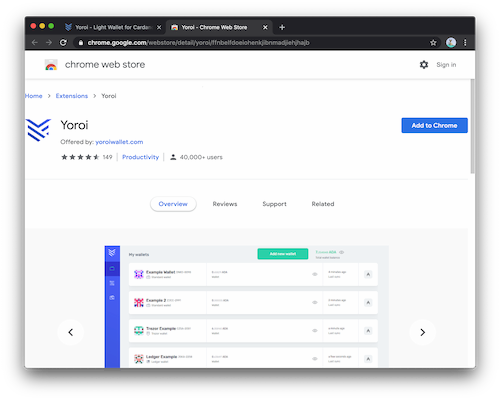 Yoroi - Light Wallet for Cardano
Yoroi - Chrome Web Store
chrome.google.com/webstore/detail/yoroi/ffnbelfdoeiohenkjibnmadjiehjhajb
chrome web store
Sign in
Home > Extensions > Yoroi
Yoroi
Add to Chrome
Offered by: yoroiwallet.com
149 | Productivity | 40,000+ users
Overview
Reviews
Support
Related
My wallets
Add new wallet
Example Wallet
Example 2
Trezor Example
Ledger Example